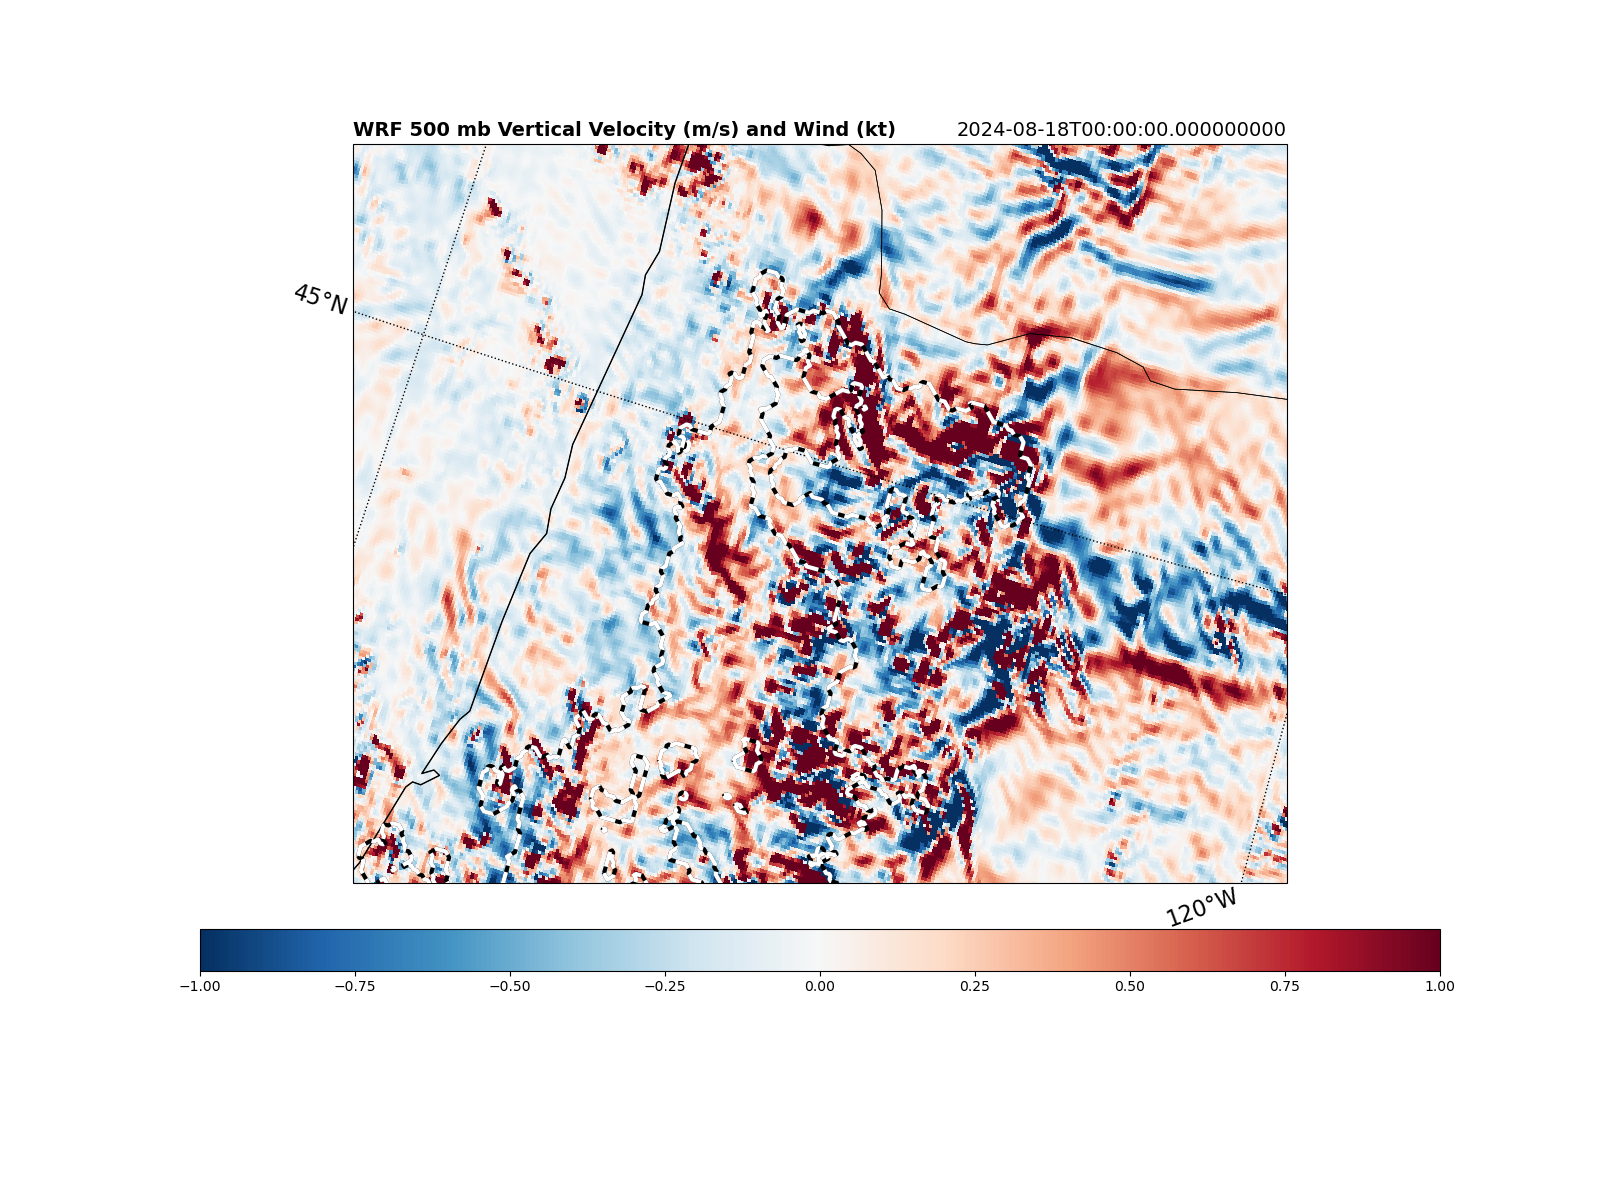 WRF 500 mb Vertical Velocity (m/s) and Wind (kt) 2024-08-18T00:00:00.000000000
45°N
120°W
−1.00 −0.75 −0.50 −0.25 0.00 0.25 0.50 0.75 1.00